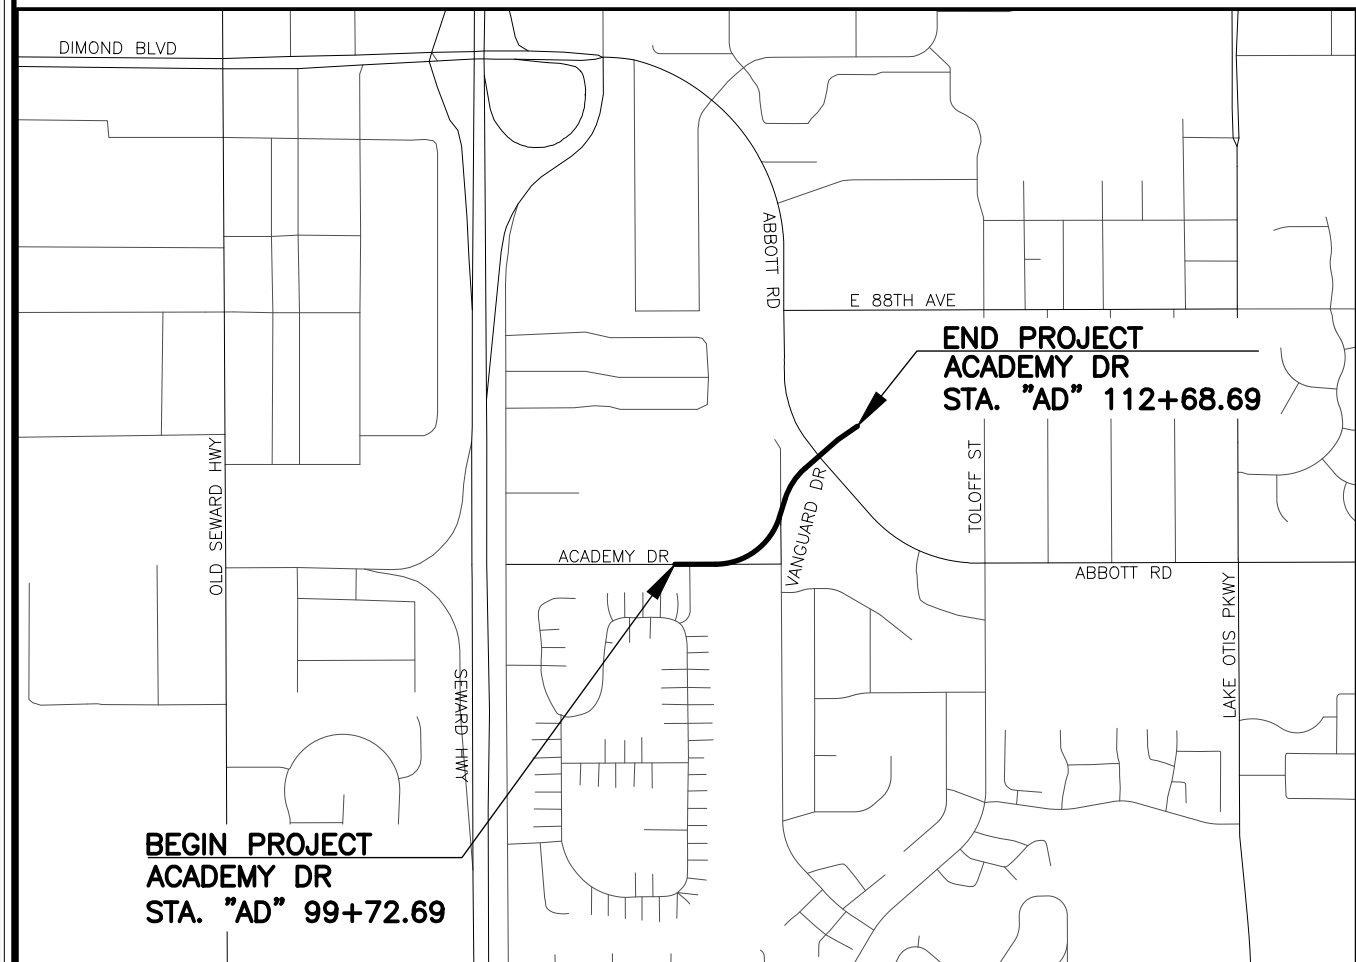 DIMOND BLVD
ABBOTT RD
E 88TH AVE
END PROJECT
ACADEMY DR
STA. "AD" 112+68.69
OLD SEWARD HWY
TOLOFF ST
VANGUARD DR
ACADEMY DR
ABBOTT RD
LAKE OTIS PKWY
SEWARD HWY
BEGIN PROJECT
ACADEMY DR
STA. "AD" 99+72.69